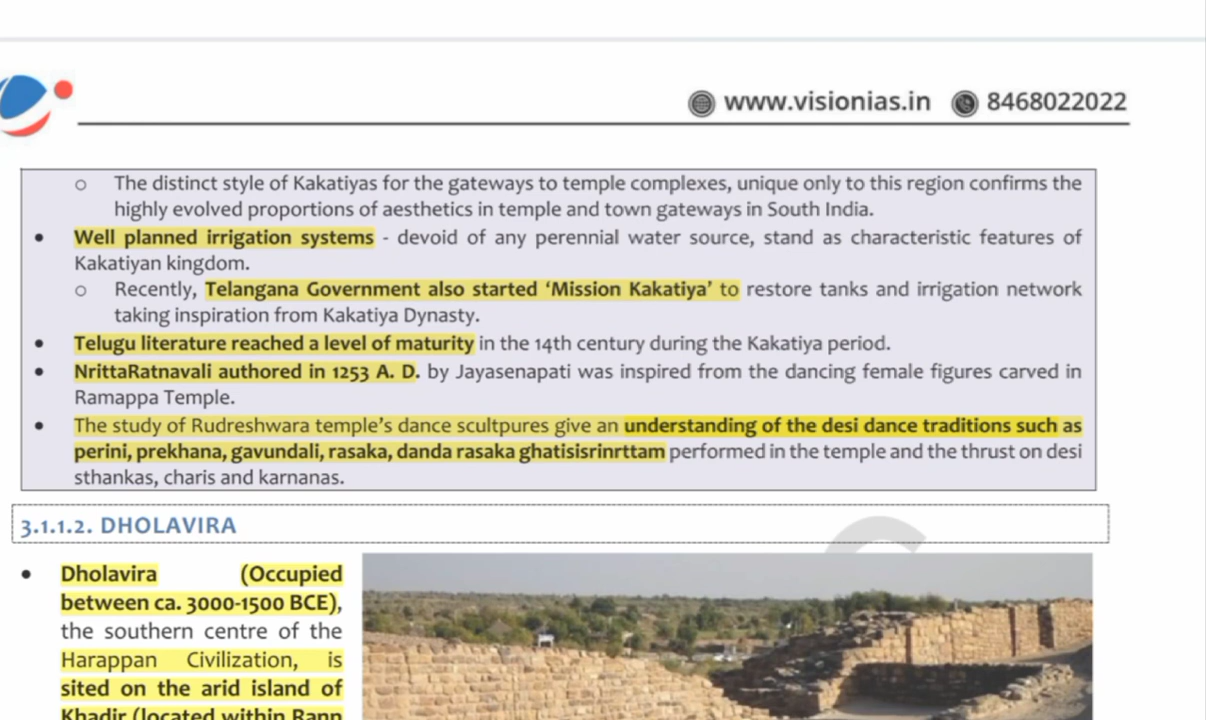 www.visionias.in 8468022022
o The distinct style of Kakatiyas for the gateways to temple complexes, unique only to this region confirms the
highly evolved proportions of aesthetics in temple and town gateways in South India.
• Well planned irrigation systems - devoid of any perennial water source, stand as characteristic features of
Kakatiyan kingdom.
o Recently, Telangana Government also started ‘Mission Kakatiya’ to restore tanks and irrigation network
taking inspiration from Kakatiya Dynasty.
• Telugu literature reached a level of maturity in the 14th century during the Kakatiya period.
• NrittaRatnavali authored in 1253 A. D. by Jayasenapati was inspired from the dancing female figures carved in
Ramappa Temple.
• The study of Rudreshwara temple’s dance scultpures give an understanding of the desi dance traditions such as
perini, prekhana, gavundali, rasaka, danda rasaka ghatisisrinrttam performed in the temple and the thrust on desi
sthankas, charis and karnanas.
3.1.1.2. DHOLAVIRA
• Dholavira (Occupied
between ca. 3000-1500 BCE),
the southern centre of the
Harappan Civilization, is
sited on the arid island of
Khadir (located within Rann